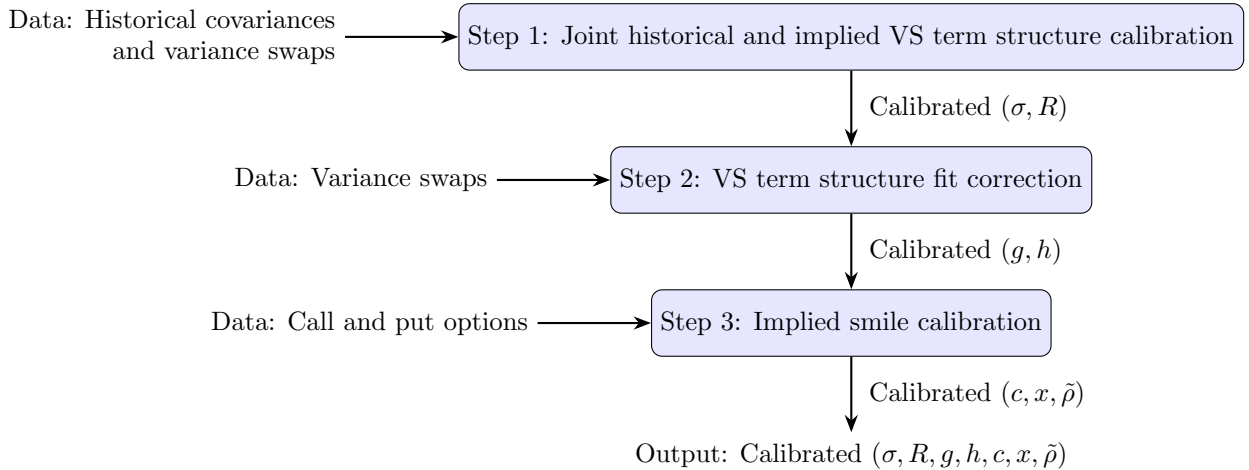 Data: Historical covariances
and variance swaps
Step 1: Joint historical and implied VS term structure calibration
Calibrated (σ, R)
Data: Variance swaps
Step 2: VS term structure fit correction
Calibrated (g, h)
Data: Call and put options
Step 3: Implied smile calibration
Calibrated (c, x, ρ̃)
Output: Calibrated (σ, R, g, h, c, x, ρ̃)